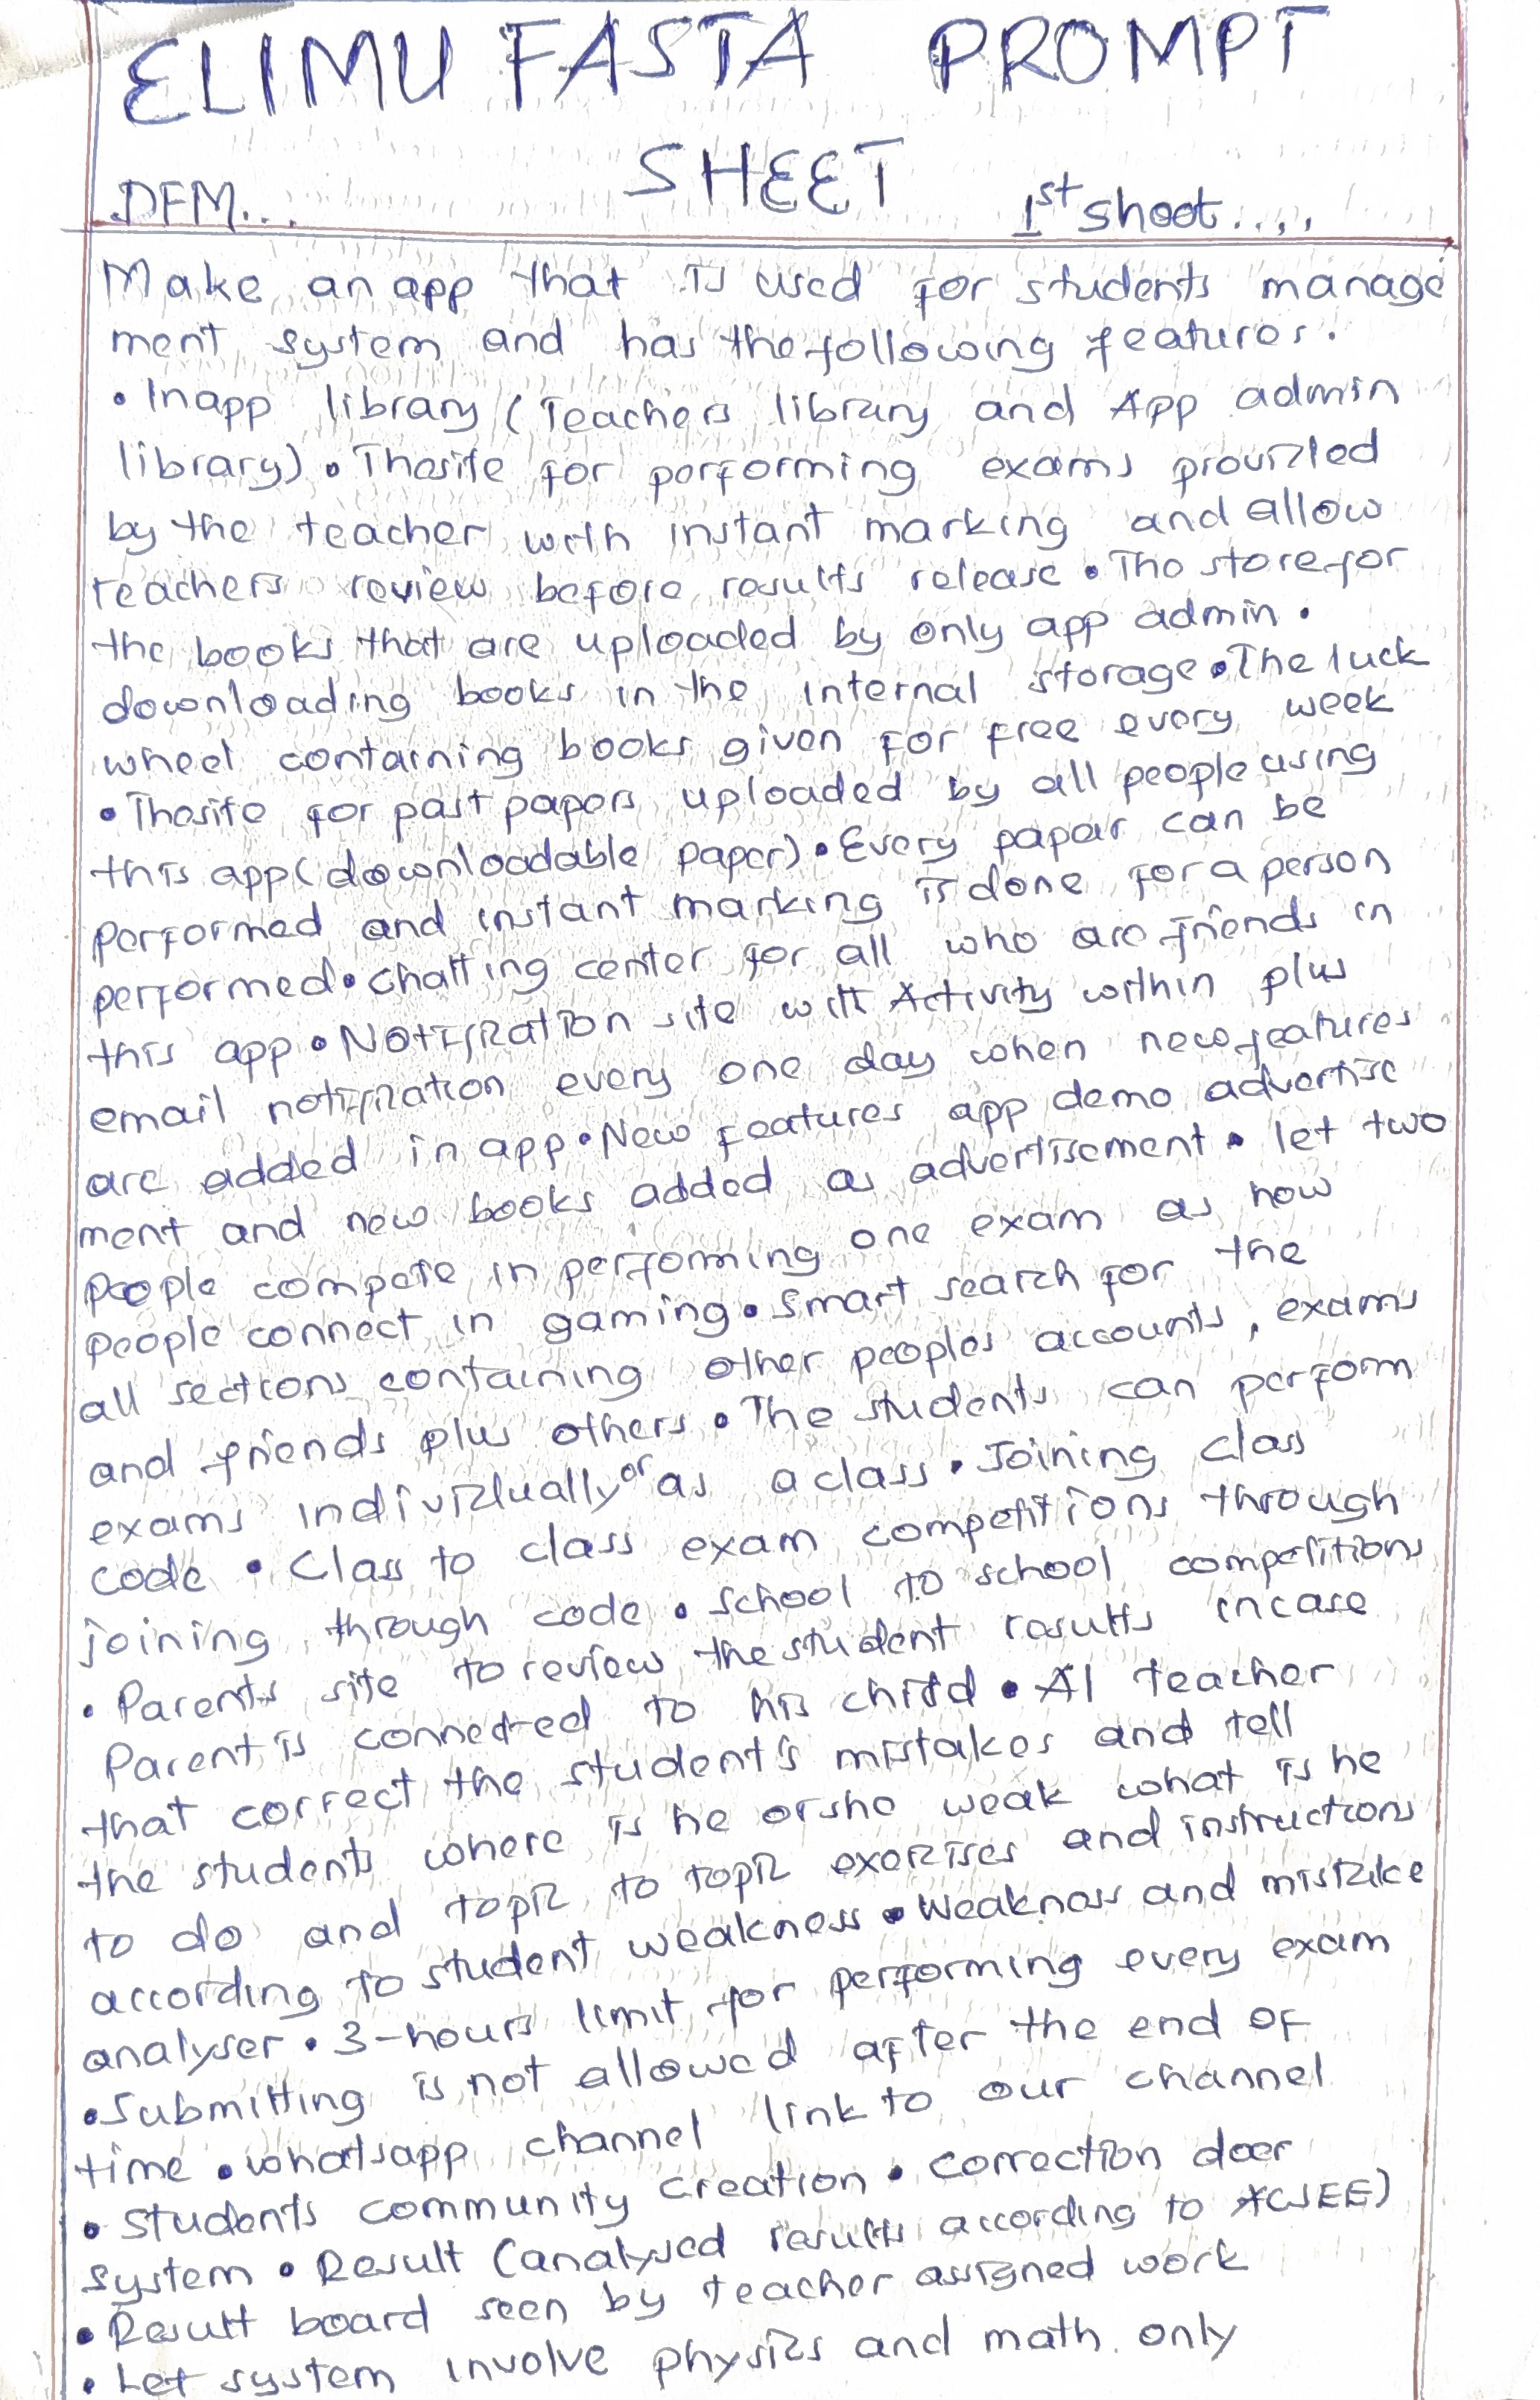 ELIMU FASTA PROMPT
SHEET
DFM... 1st shoot....
Make an app that is used for students manage
ment system and has the following features.
• Inapp library (Teachers library and App admin
library) • The site for performing exams provided
by the teacher with instant marking and allow
teachers review before results release • The store for
the books that are uploaded by only app admin •
downloading books in the internal storage • The luck
wheel containing books given for free every week
• The site for past papers uploaded by all people using
this app (downloadable paper) • Every papar can be
performed and instant marking is done for a person
performed • chatting center for all who are friends in
this app • Notification site with Activity within plus
email notification every one day when new features
are added in app • New features app demo advertise
ment and new books added as advertisement • let two
people compete in performing one exam as how
people connect in gaming • Smart search for the
all sections containing other peoples accounts, exams
and friends plus others • The students can perform
exams individually or as a class • Joining class
code • Class to class exam competitions through
joining through code • School to school competitions
• Parents site to review the student results incase
Parent is connected to his child • AI teacher
that correct the student's mistakes and tell
the students where is he or she weak what is he
to do and topic to topic exercises and instructions
according to student weakness • Weakness and mistake
analyser • 3-hours limit for performing every exam
• Submitting is not allowed after the end of
time • whatsapp channel link to our channel
• Students community creation • Correction doer
system • Result (analysed results according to
• Result board seen by teacher assigned work
• Let system involve physics and math only